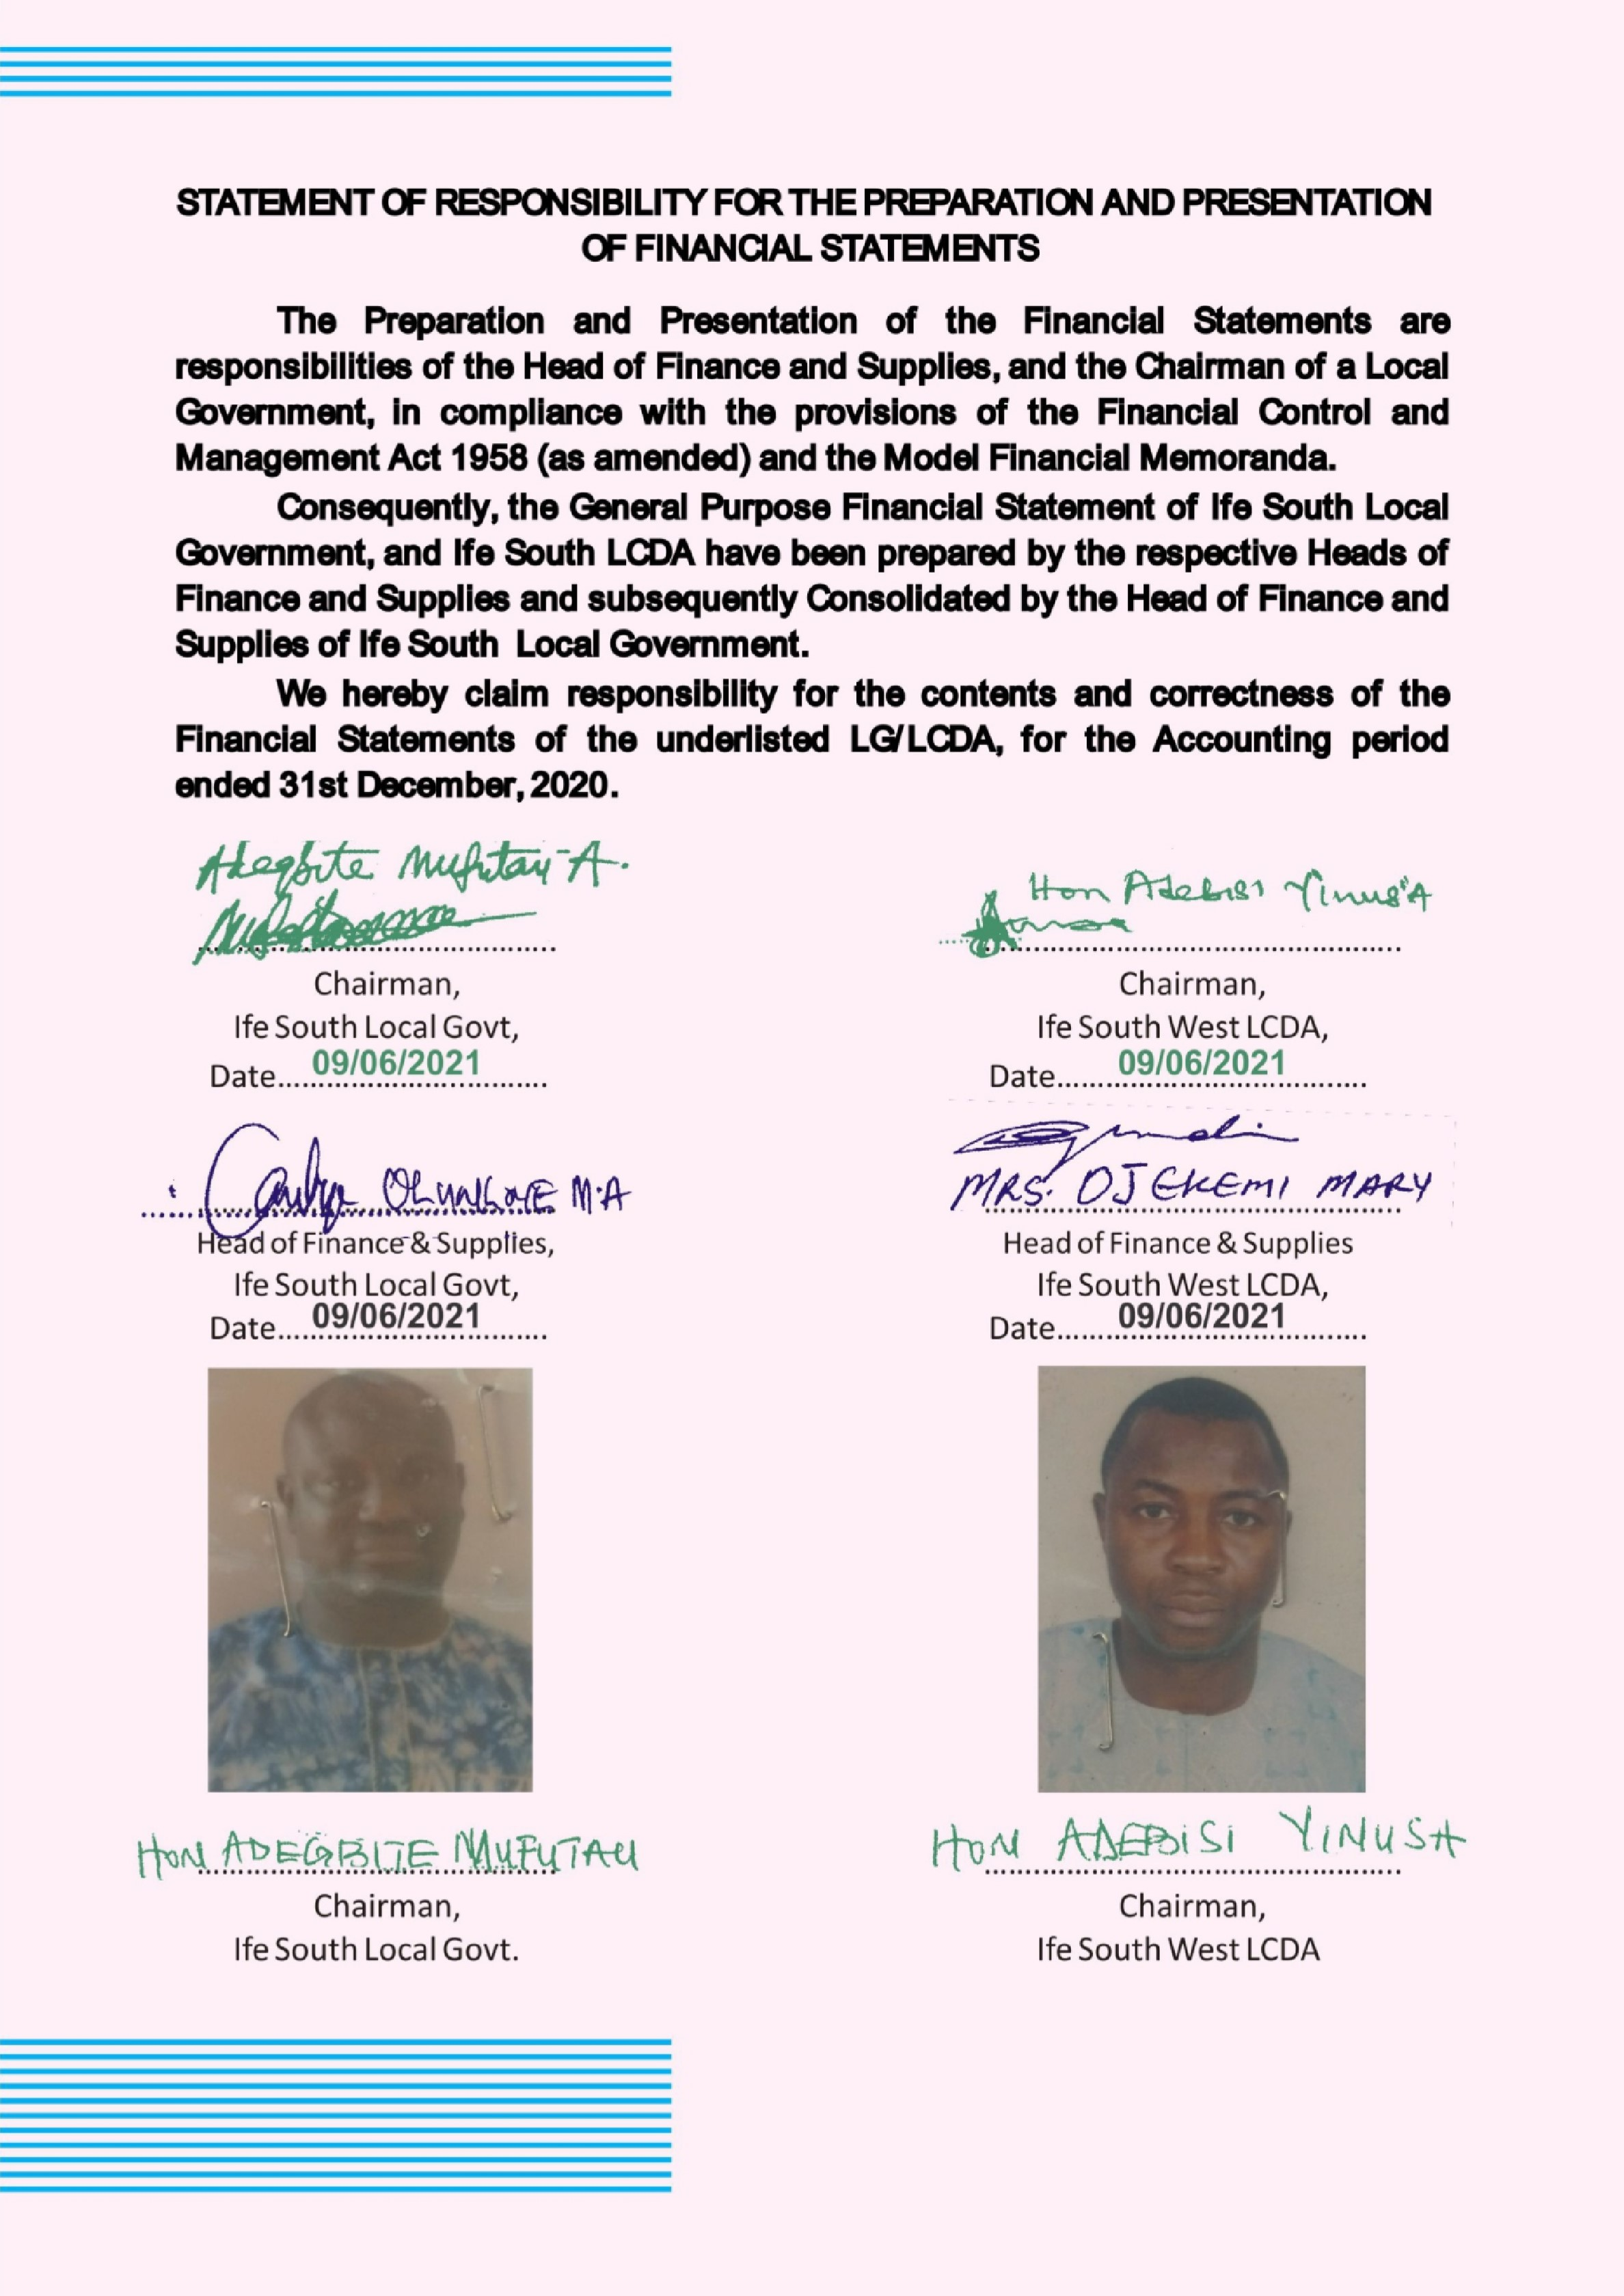 STATEMENT OF RESPONSIBILITY FOR THE PREPARATION AND PRESENTATION
OF FINANCIAL STATEMENTS
The Preparation and Presentation of the Financial Statements are
responsibilities of the Head of Finance and Supplies, and the Chairman of a Local
Government, in compliance with the provisions of the Financial Control and
Management Act 1958 (as amended) and the Model Financial Memoranda.
Consequently, the General Purpose Financial Statement of Ife South Local
Government, and Ife South LCDA have been prepared by the respective Heads of
Finance and Supplies and subsequently Consolidated by the Head of Finance and
Supplies of Ife South Local Government.
We hereby claim responsibility for the contents and correctness of the
Financial Statements of the underlisted LG/LCDA, for the Accounting period
ended 31st December, 2020.
Adegbite Mufutau A.
Chairman,
Ife South Local Govt,
Date 09/06/2021
Hon Adebisi Yinus'A
Chairman,
Ife South West LCDA,
Date 09/06/2021
M.A
Head of Finance & Supplies,
Ife South Local Govt,
Date 09/06/2021
MRS. OJEKEMI MARY
Head of Finance & Supplies
Ife South West LCDA,
Date 09/06/2021
HON ADEGBITE MUFUTAU
Chairman,
Ife South Local Govt.
HON ADEBISI YINUSA
Chairman,
Ife South West LCDA